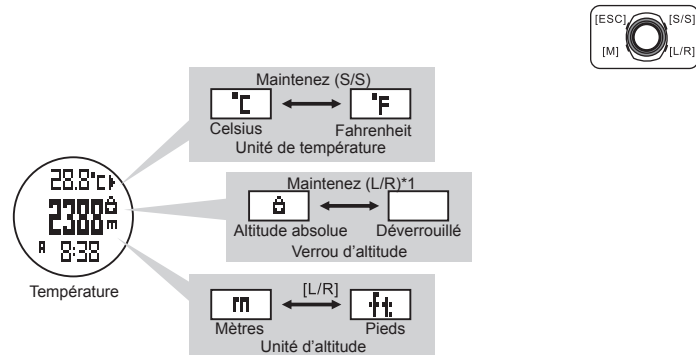 [ESC] [S/S]
[M] [L/R]
Maintenez (S/S)
°C °F
Celsius Fahrenheit
Unité de température
28.8°C
2388 m
A 8:38
Température
Maintenez (L/R)*1
Altitude absolue Déverrouillé
Verrou d’altitude
[L/R]
m ft
Mètres Pieds
Unité d’altitude